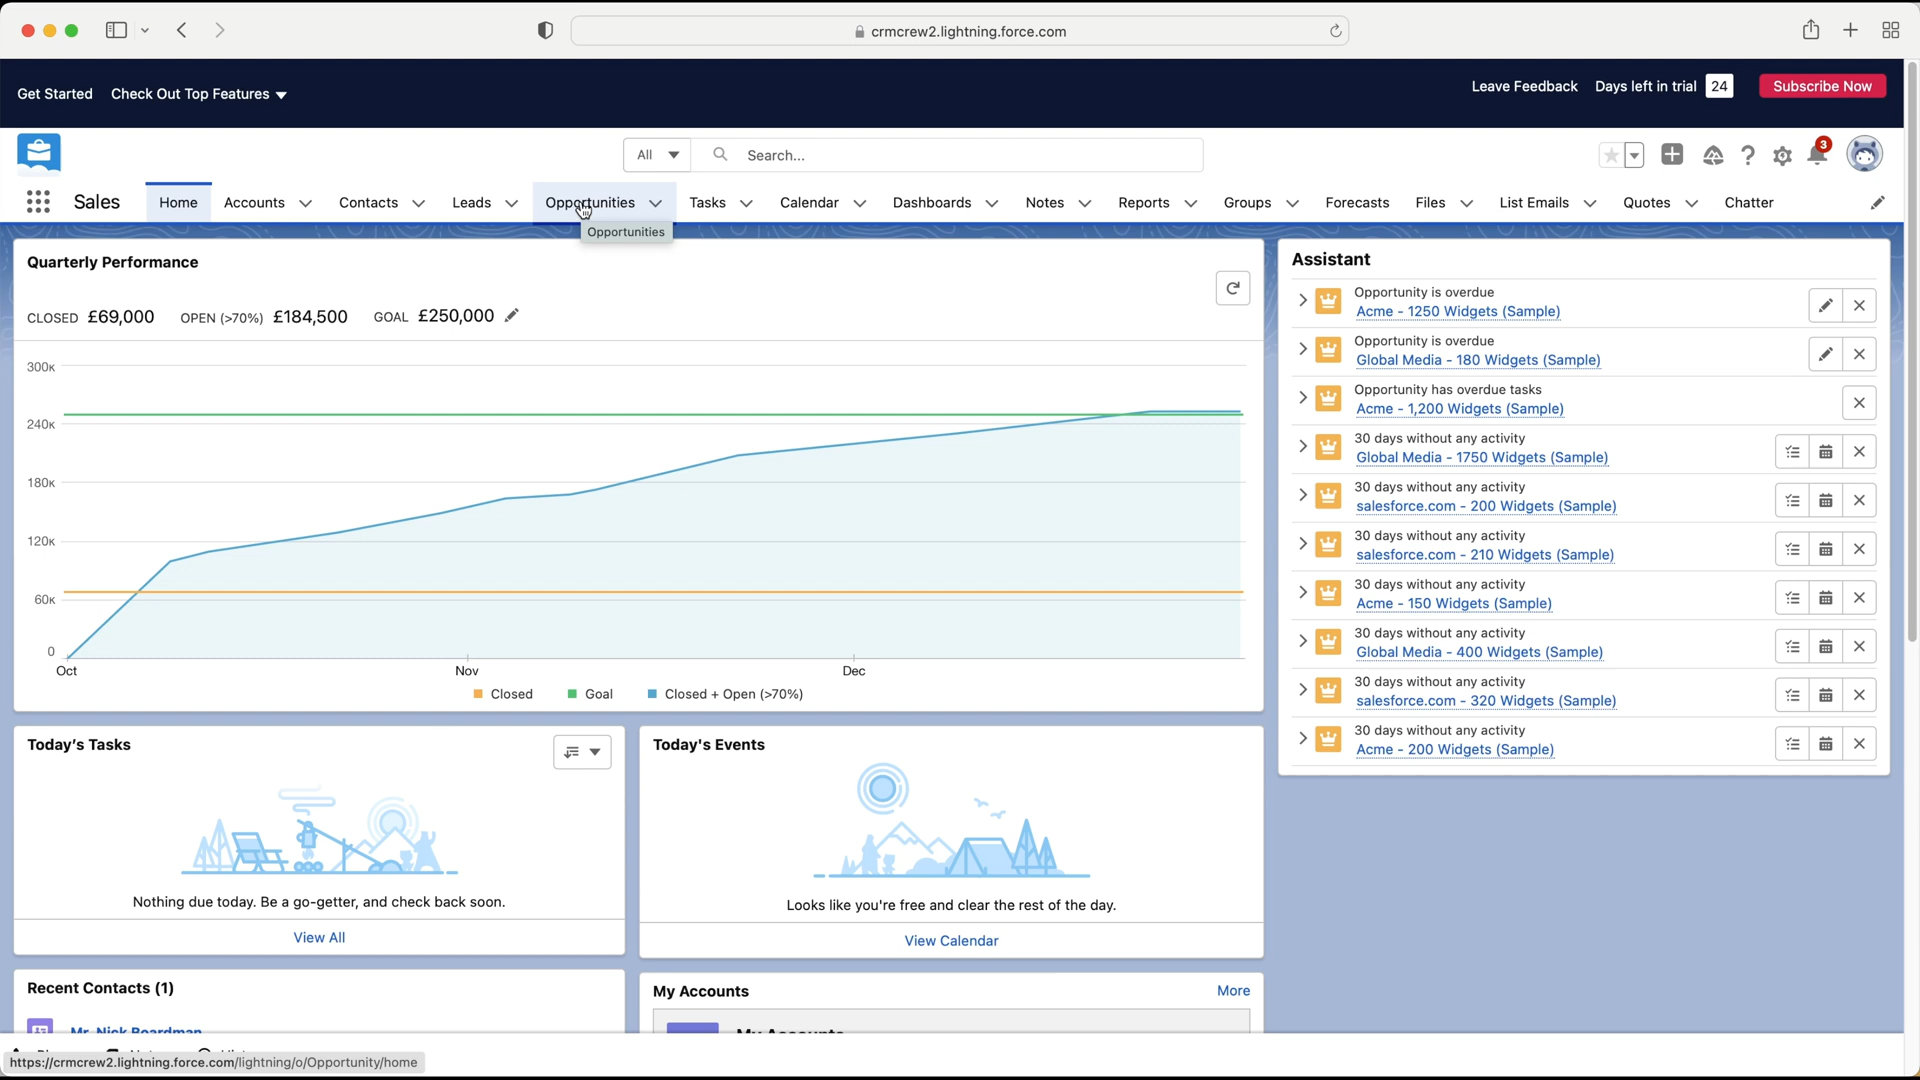 crmcrew2.lightning.force.com
Get Started
Check Out Top Features
Leave Feedback
Days left in trial 24
Subscribe Now
All
Search...
3
Sales
Home
Accounts
Contacts
Leads
Opportunities
Tasks
Calendar
Dashboards
Notes
Reports
Groups
Forecasts
Files
List Emails
Quotes
Chatter
Opportunities
Quarterly Performance
CLOSED £69,000 OPEN (>70%) £184,500 GOAL £250,000
300K
240K
180K
120K
60K
0
Oct
Nov
Dec
Closed
Goal
Closed + Open (>70%)
Assistant
Opportunity is overdue
Acme - 1250 Widgets (Sample)
Opportunity is overdue
Global Media - 180 Widgets (Sample)
Opportunity has overdue tasks
Acme - 1,200 Widgets (Sample)
30 days without any activity
Global Media - 1750 Widgets (Sample)
30 days without any activity
salesforce.com - 200 Widgets (Sample)
30 days without any activity
salesforce.com - 210 Widgets (Sample)
30 days without any activity
Acme - 150 Widgets (Sample)
30 days without any activity
Global Media - 400 Widgets (Sample)
30 days without any activity
salesforce.com - 320 Widgets (Sample)
30 days without any activity
Acme - 200 Widgets (Sample)
Today's Tasks
Nothing due today. Be a go-getter, and check back soon.
View All
Today's Events
Looks like you're free and clear the rest of the day.
View Calendar
Recent Contacts (1)
Mr. Nick Boardman
My Accounts
More
My Accounts
https://crmcrew2.lightning.force.com/lightning/o/Opportunity/home